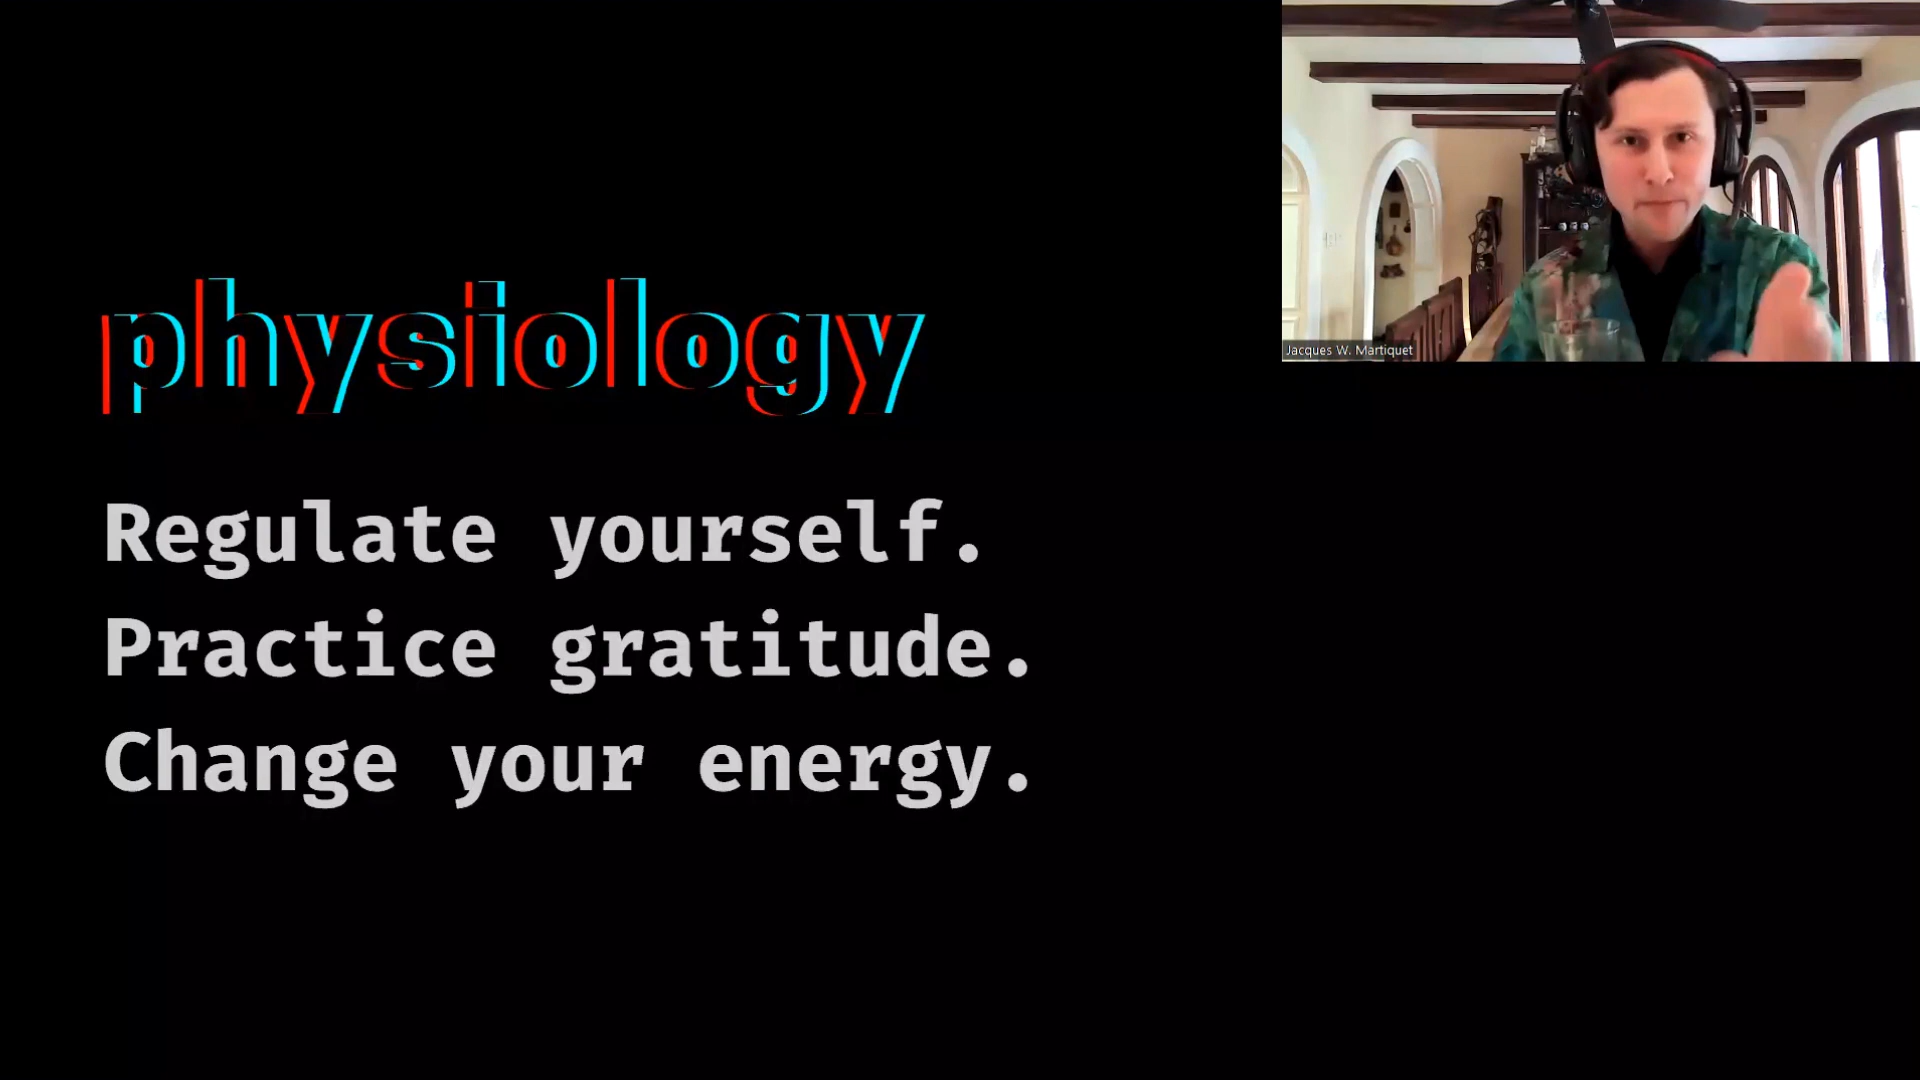 physiology
Regulate yourself.
Practice gratitude.
Change your energy.
Jacques W. Martiquet